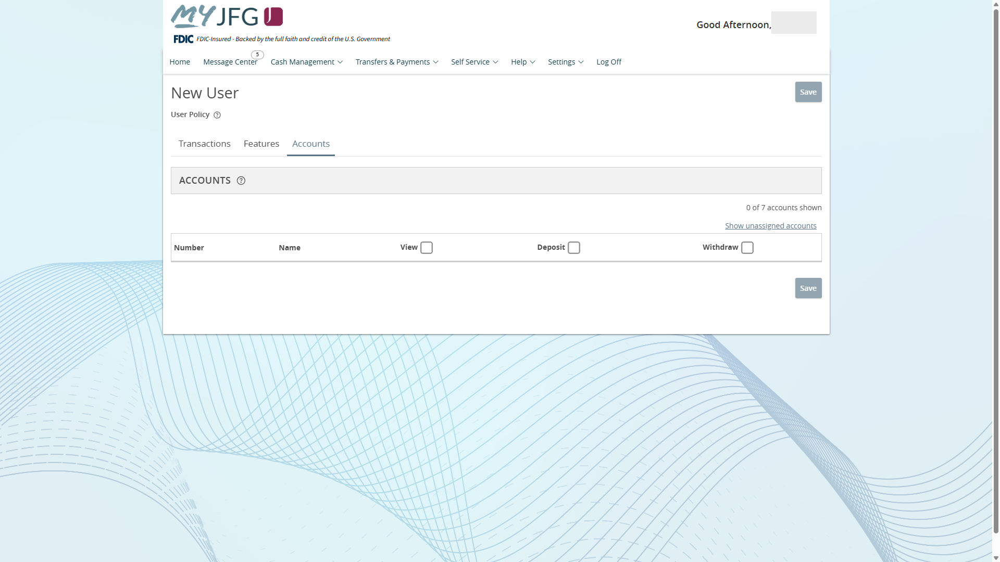 MY JFG J
Good Afternoon,
FDIC FDIC-Insured - Backed by the full faith and credit of the U.S. Government
5
Home Message Center Cash Management Transfers & Payments Self Service Help Settings Log Off
New User
Save
User Policy ?
Transactions Features Accounts
ACCOUNTS ?
0 of 7 accounts shown
Show unassigned accounts
Number Name View Deposit Withdraw
Save